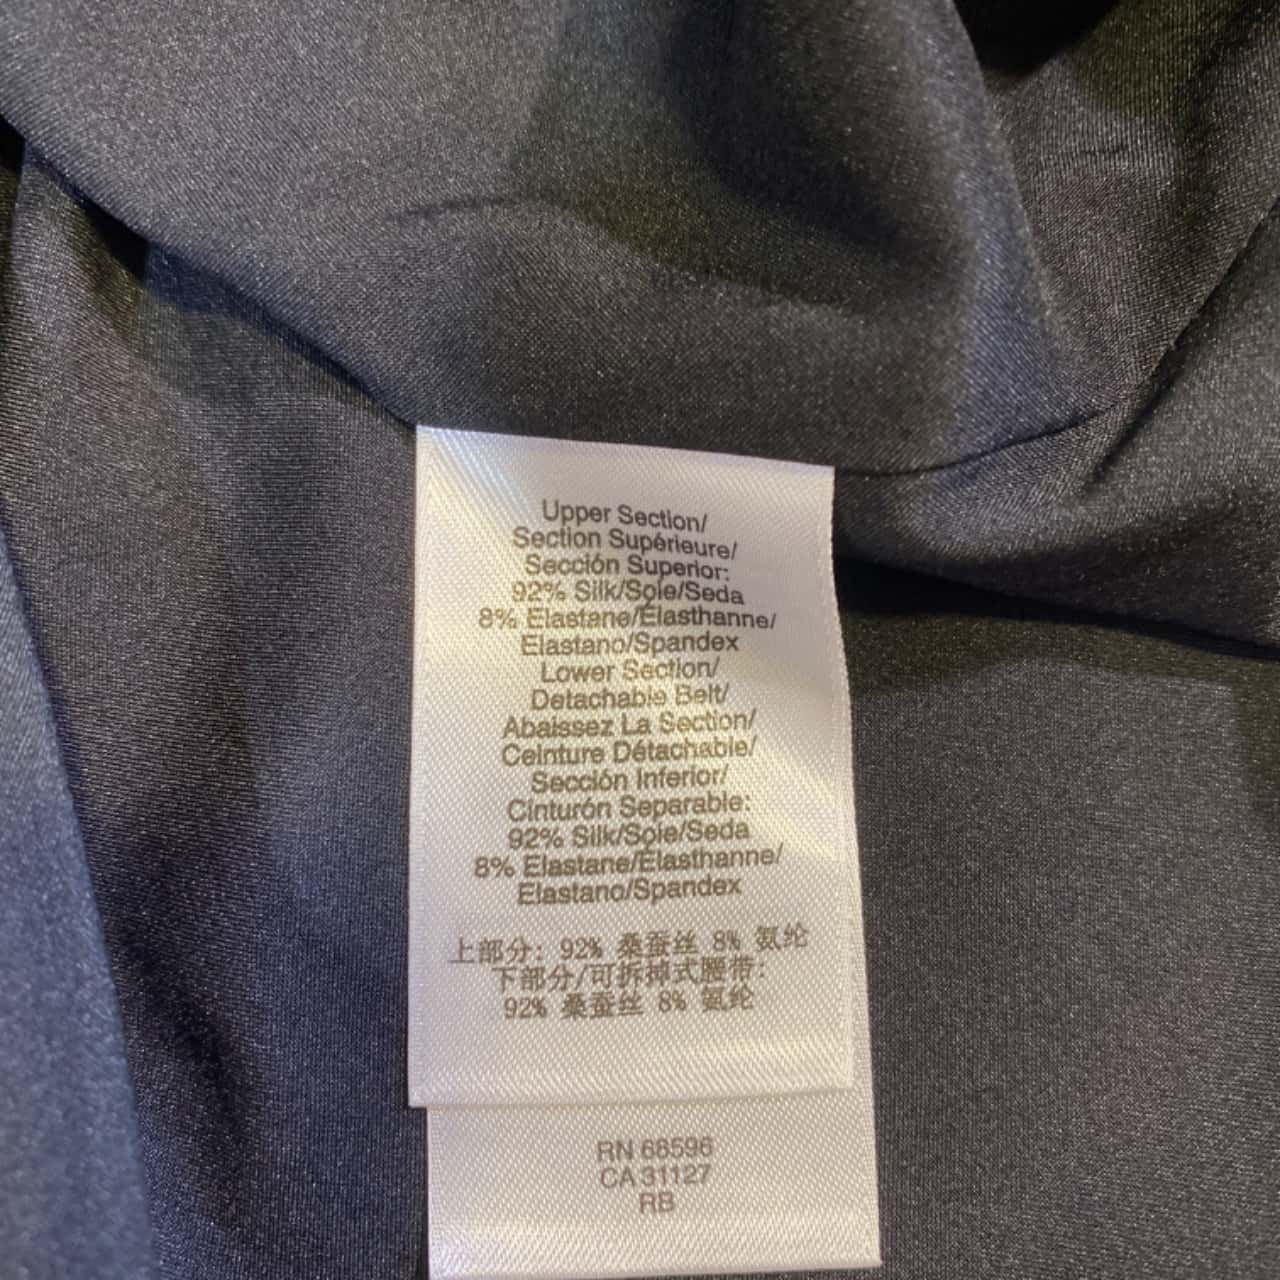 Upper Section/
Section Supérieure/
Sección Superior:
92% Silk/Soie/Seda
8% Elastane/Élasthanne/
Elastano/Spandex
Lower Section/
Detachable Belt/
Abaissez La Section/
Ceinture Détachable/
Sección Inferior/
Cinturón Separable:
92% Silk/Soie/Seda
8% Elastane/Élasthanne/
Elastano/Spandex
上部分: 92% 桑蚕丝 8% 氨纶
下部分/可拆掉式腰带:
92% 桑蚕丝 8% 氨纶
RN 68596
CA 31127
RB